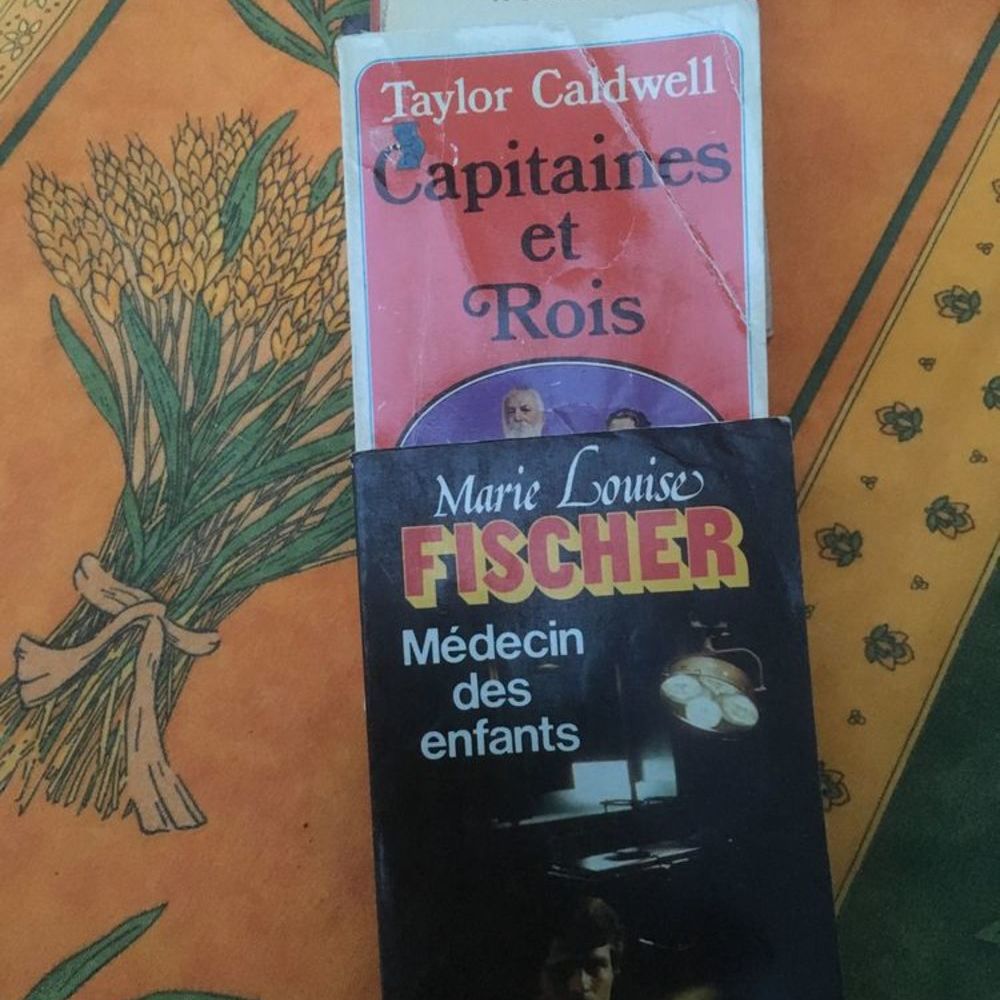 Taylor Caldwell
Capitaines
et
Rois
Marie Louise
FISCHER
Médecin
des
enfants